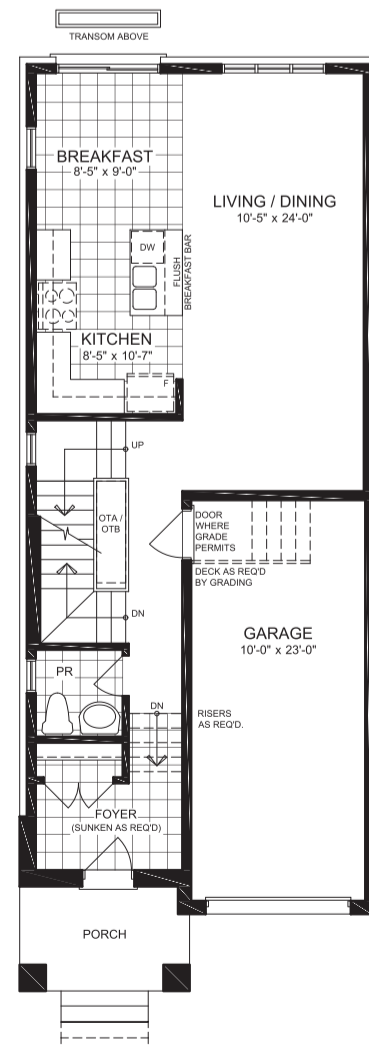 TRANSOM ABOVE
BREAKFAST
8'-5" x 9'-0"
LIVING / DINING
10'-5" x 24'-0"
DW
FLUSH
BREAKFAST BAR
KITCHEN
8'-5" x 10'-7"
F
UP
OTA /
OTB
DOOR
WHERE
GRADE
PERMITS
DECK AS REQ'D
BY GRADING
DN
GARAGE
10'-0" x 23'-0"
PR
DN
RISERS
AS REQ'D.
FOYER
(SUNKEN AS REQ'D)
PORCH